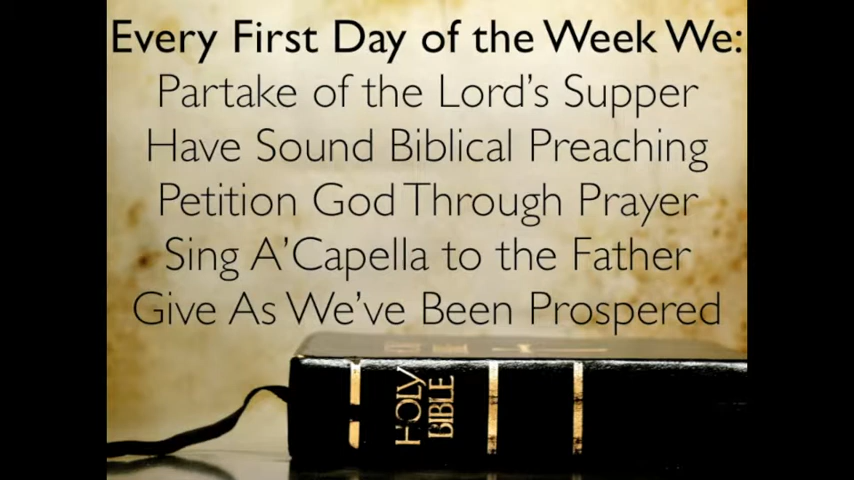 Every First Day of the Week We:
Partake of the Lord's Supper
Have Sound Biblical Preaching
Petition God Through Prayer
Sing A'Capella to the Father
Give As We've Been Prospered
HOLY
BIBLE